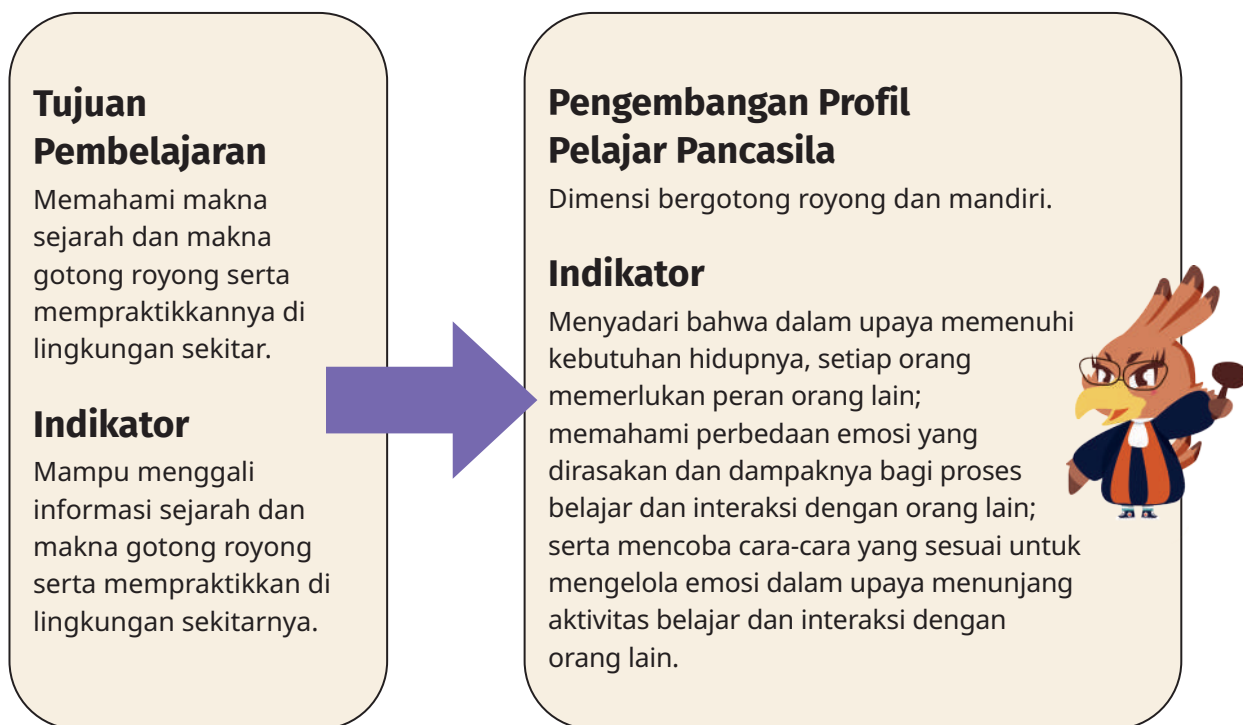 Tujuan
Pembelajaran
Memahami makna
sejarah dan makna
gotong royong serta
mempraktikkannya di
lingkungan sekitar.
Indikator
Mampu menggali
informasi sejarah dan
makna gotong royong
serta mempraktikkan di
lingkungan sekitarnya.
Pengembangan Profil
Pelajar Pancasila
Dimensi bergotong royong dan mandiri.
Indikator
Menyadari bahwa dalam upaya memenuhi
kebutuhan hidupnya, setiap orang
memerlukan peran orang lain;
memahami perbedaan emosi yang
dirasakan dan dampaknya bagi proses
belajar dan interaksi dengan orang lain;
serta mencoba cara-cara yang sesuai untuk
mengelola emosi dalam upaya menunjang
aktivitas belajar dan interaksi dengan
orang lain.